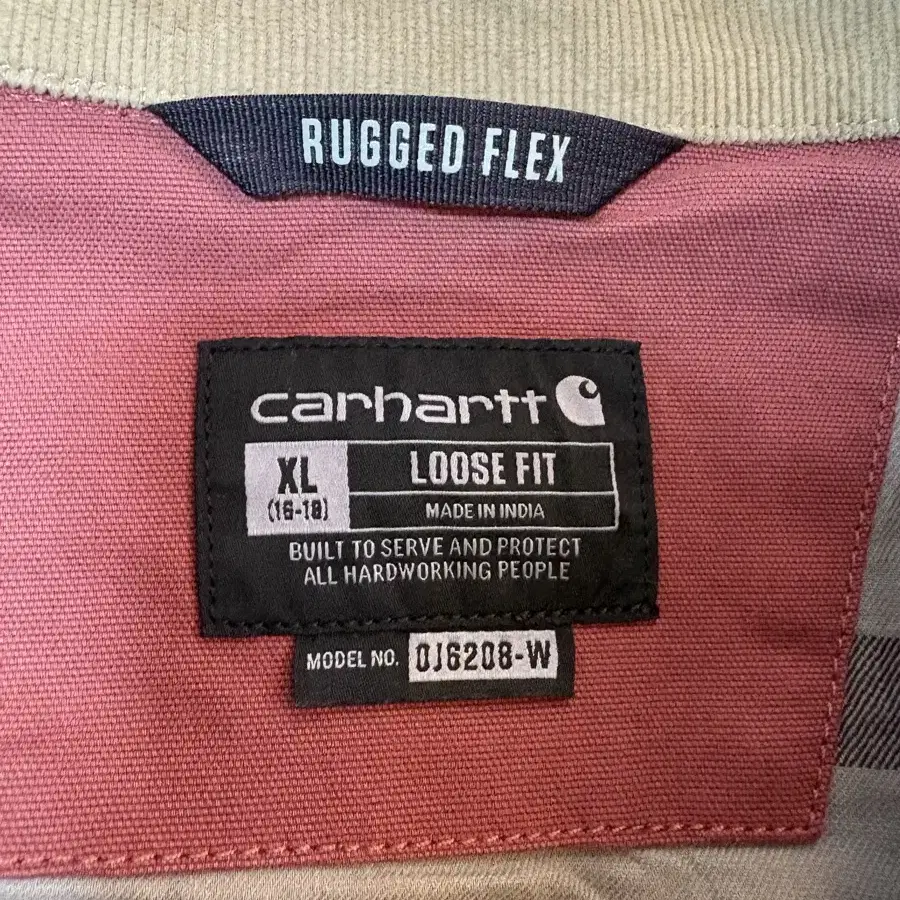 RUGGED FLEX
carhartt
XL
(16-18)
LOOSE FIT
MADE IN INDIA
BUILT TO SERVE AND PROTECT
ALL HARDWORKING PEOPLE
MODEL NO. OJ6208-W